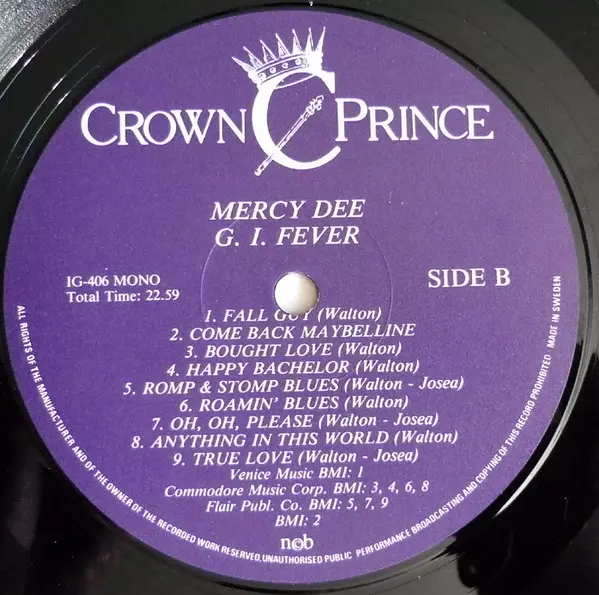 CROWN C PRINCE
MERCY DEE
G. I. FEVER
IG-406 MONO
Total Time: 22.59
SIDE B
1. FALL GUY (Walton)
2. COME BACK MAYBELLINE
3. BOUGHT LOVE (Walton)
4. HAPPY BACHELOR (Walton)
5. ROMP & STOMP BLUES (Walton - Josea)
6. ROAMIN' BLUES (Walton)
7. OH, OH, PLEASE (Walton - Josea)
8. ANYTHING IN THIS WORLD (Walton)
9. TRUE LOVE (Walton - Josea)
Venice Music BMI: 1
Commodore Music Corp. BMI: 3, 4, 6, 8
Flair Publ. Co. BMI: 5, 7, 9
BMI: 2
ncb
ALL RIGHTS OF THE MANUFACTURER AND OF THE OWNER OF THE RECORDED WORK RESERVED, UNAUTHORISED PUBLIC PERFORMANCE BROADCASTING AND COPYING OF THIS RECORD PROHIBITED · MADE IN SWEDEN